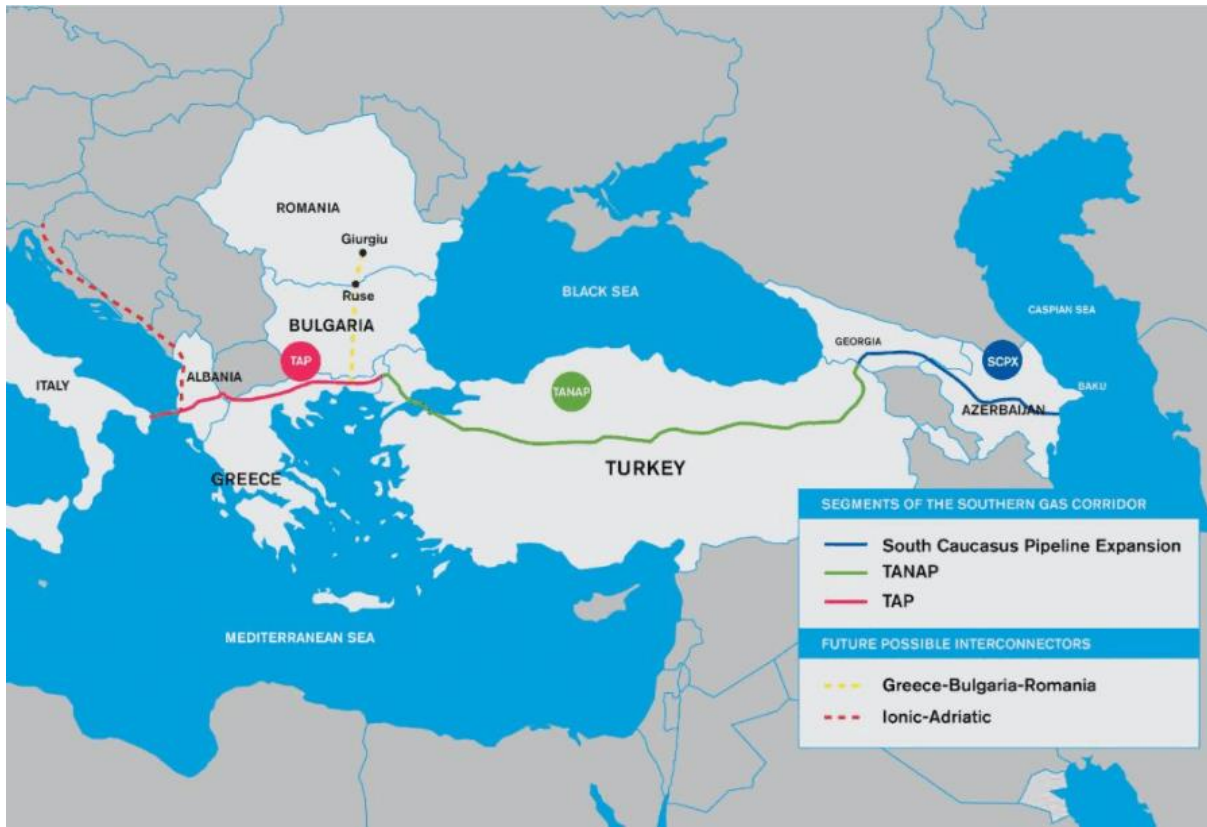 ROMANIA
Giurgiu
Ruse
BULGARIA
BLACK SEA
CASPIAN SEA
GEORGIA
TAP
SCPX
ITALY
ALBANIA
TANAP
BAKU
AZERBAIJAN
GREECE
TURKEY
MEDITERRANEAN SEA
SEGMENTS OF THE SOUTHERN GAS CORRIDOR
South Caucasus Pipeline Expansion
TANAP
TAP
FUTURE POSSIBLE INTERCONNECTORS
Greece-Bulgaria-Romania
Ionic-Adriatic